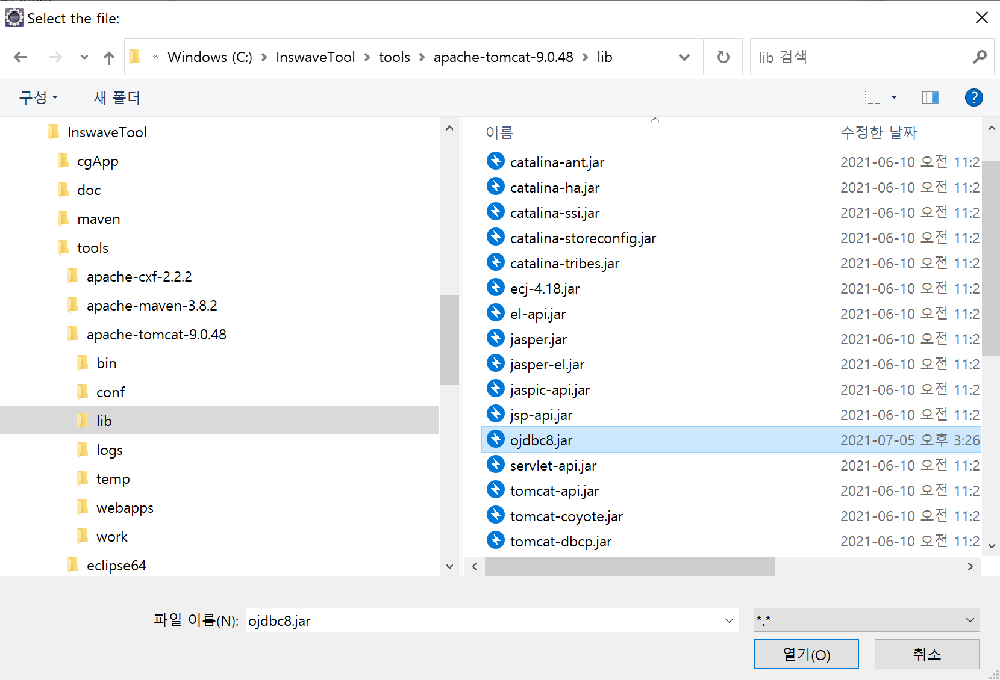 Select the file:
« Windows (C:) > InswaveTool > tools > apache-tomcat-9.0.48 > lib
lib 검색
구성
새 폴더
InswaveTool
cgApp
doc
maven
tools
apache-cxf-2.2.2
apache-maven-3.8.2
apache-tomcat-9.0.48
bin
conf
lib
logs
temp
webapps
work
eclipse64
이름 수정한 날짜
catalina-ant.jar 2021-06-10 오전 11:2
catalina-ha.jar 2021-06-10 오전 11:2
catalina-ssi.jar 2021-06-10 오전 11:2
catalina-storeconfig.jar 2021-06-10 오전 11:2
catalina-tribes.jar 2021-06-10 오전 11:2
ecj-4.18.jar 2021-06-10 오전 11:2
el-api.jar 2021-06-10 오전 11:2
jasper.jar 2021-06-10 오전 11:2
jasper-el.jar 2021-06-10 오전 11:2
jaspic-api.jar 2021-06-10 오전 11:2
jsp-api.jar 2021-06-10 오전 11:2
ojdbc8.jar 2021-07-05 오후 3:26
servlet-api.jar 2021-06-10 오전 11:2
tomcat-api.jar 2021-06-10 오전 11:2
tomcat-coyote.jar 2021-06-10 오전 11:2
tomcat-dbcp.jar 2021-06-10 오전 11:2
파일 이름(N): ojdbc8.jar
*.*
열기(O)
취소